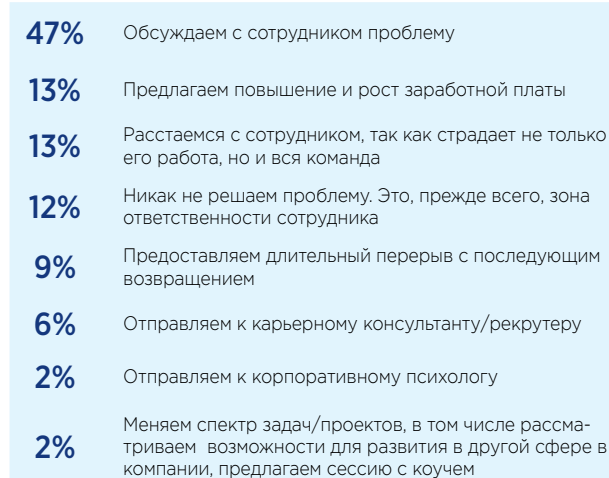 47% Обсуждаем с сотрудником проблему
13% Предлагаем повышение и рост заработной платы
13% Расстаемся с сотрудником, так как страдает не только
его работа, но и вся команда
12% Никак не решаем проблему. Это, прежде всего, зона
ответственности сотрудника
9% Предоставляем длительный перерыв с последующим
возвращением
6% Отправляем к карьерному консультанту/рекрутеру
2% Отправляем к корпоративному психологу
2% Меняем спектр задач/проектов, в том числе рассма-
триваем возможности для развития в другой сфере в
компании, предлагаем сессию с коучем